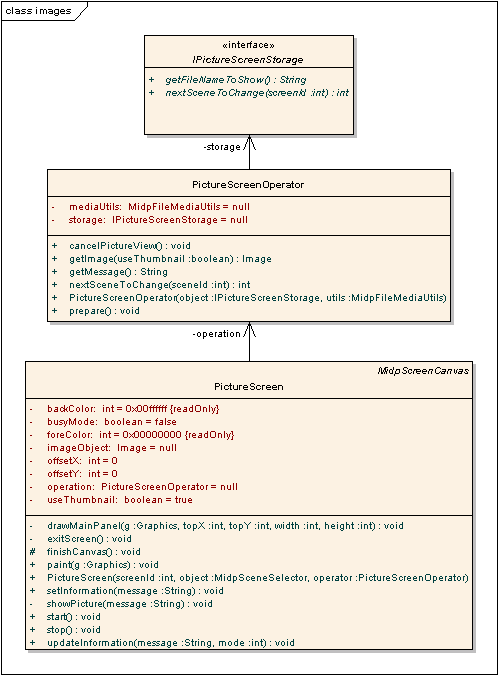 class images
«interface»
IPictureScreenStorage
+ getFileNameToShow() : String
+ nextSceneToChange(screenId :int) : int
-storage
PictureScreenOperator
- mediaUtils: MidpFileMediaUtils = null
- storage: IPictureScreenStorage = null
+ cancelPictureView() : void
+ getImage(useThumbnail :boolean) : Image
+ getMessage() : String
+ nextSceneToChange(sceneId :int) : int
+ PictureScreenOperator(object :IPictureScreenStorage, utils :MidpFileMediaUtils)
+ prepare() : void
-operation
MidpScreenCanvas
PictureScreen
- backColor: int = 0x00ffffff {readOnly}
- busyMode: boolean = false
- foreColor: int = 0x00000000 {readOnly}
- imageObject: Image = null
- offsetX: int = 0
- offsetY: int = 0
- operation: PictureScreenOperator = null
- useThumbnail: boolean = true
- drawMainPanel(g :Graphics, topX :int, topY :int, width :int, height :int) : void
- exitScreen() : void
# finishCanvas() : void
+ paint(g :Graphics) : void
+ PictureScreen(screenId :int, object :MidpSceneSelector, operator :PictureScreenOperator)
+ setInformation(message :String) : void
- showPicture(message :String) : void
+ start() : void
+ stop() : void
+ updateInformation(message :String, mode :int) : void